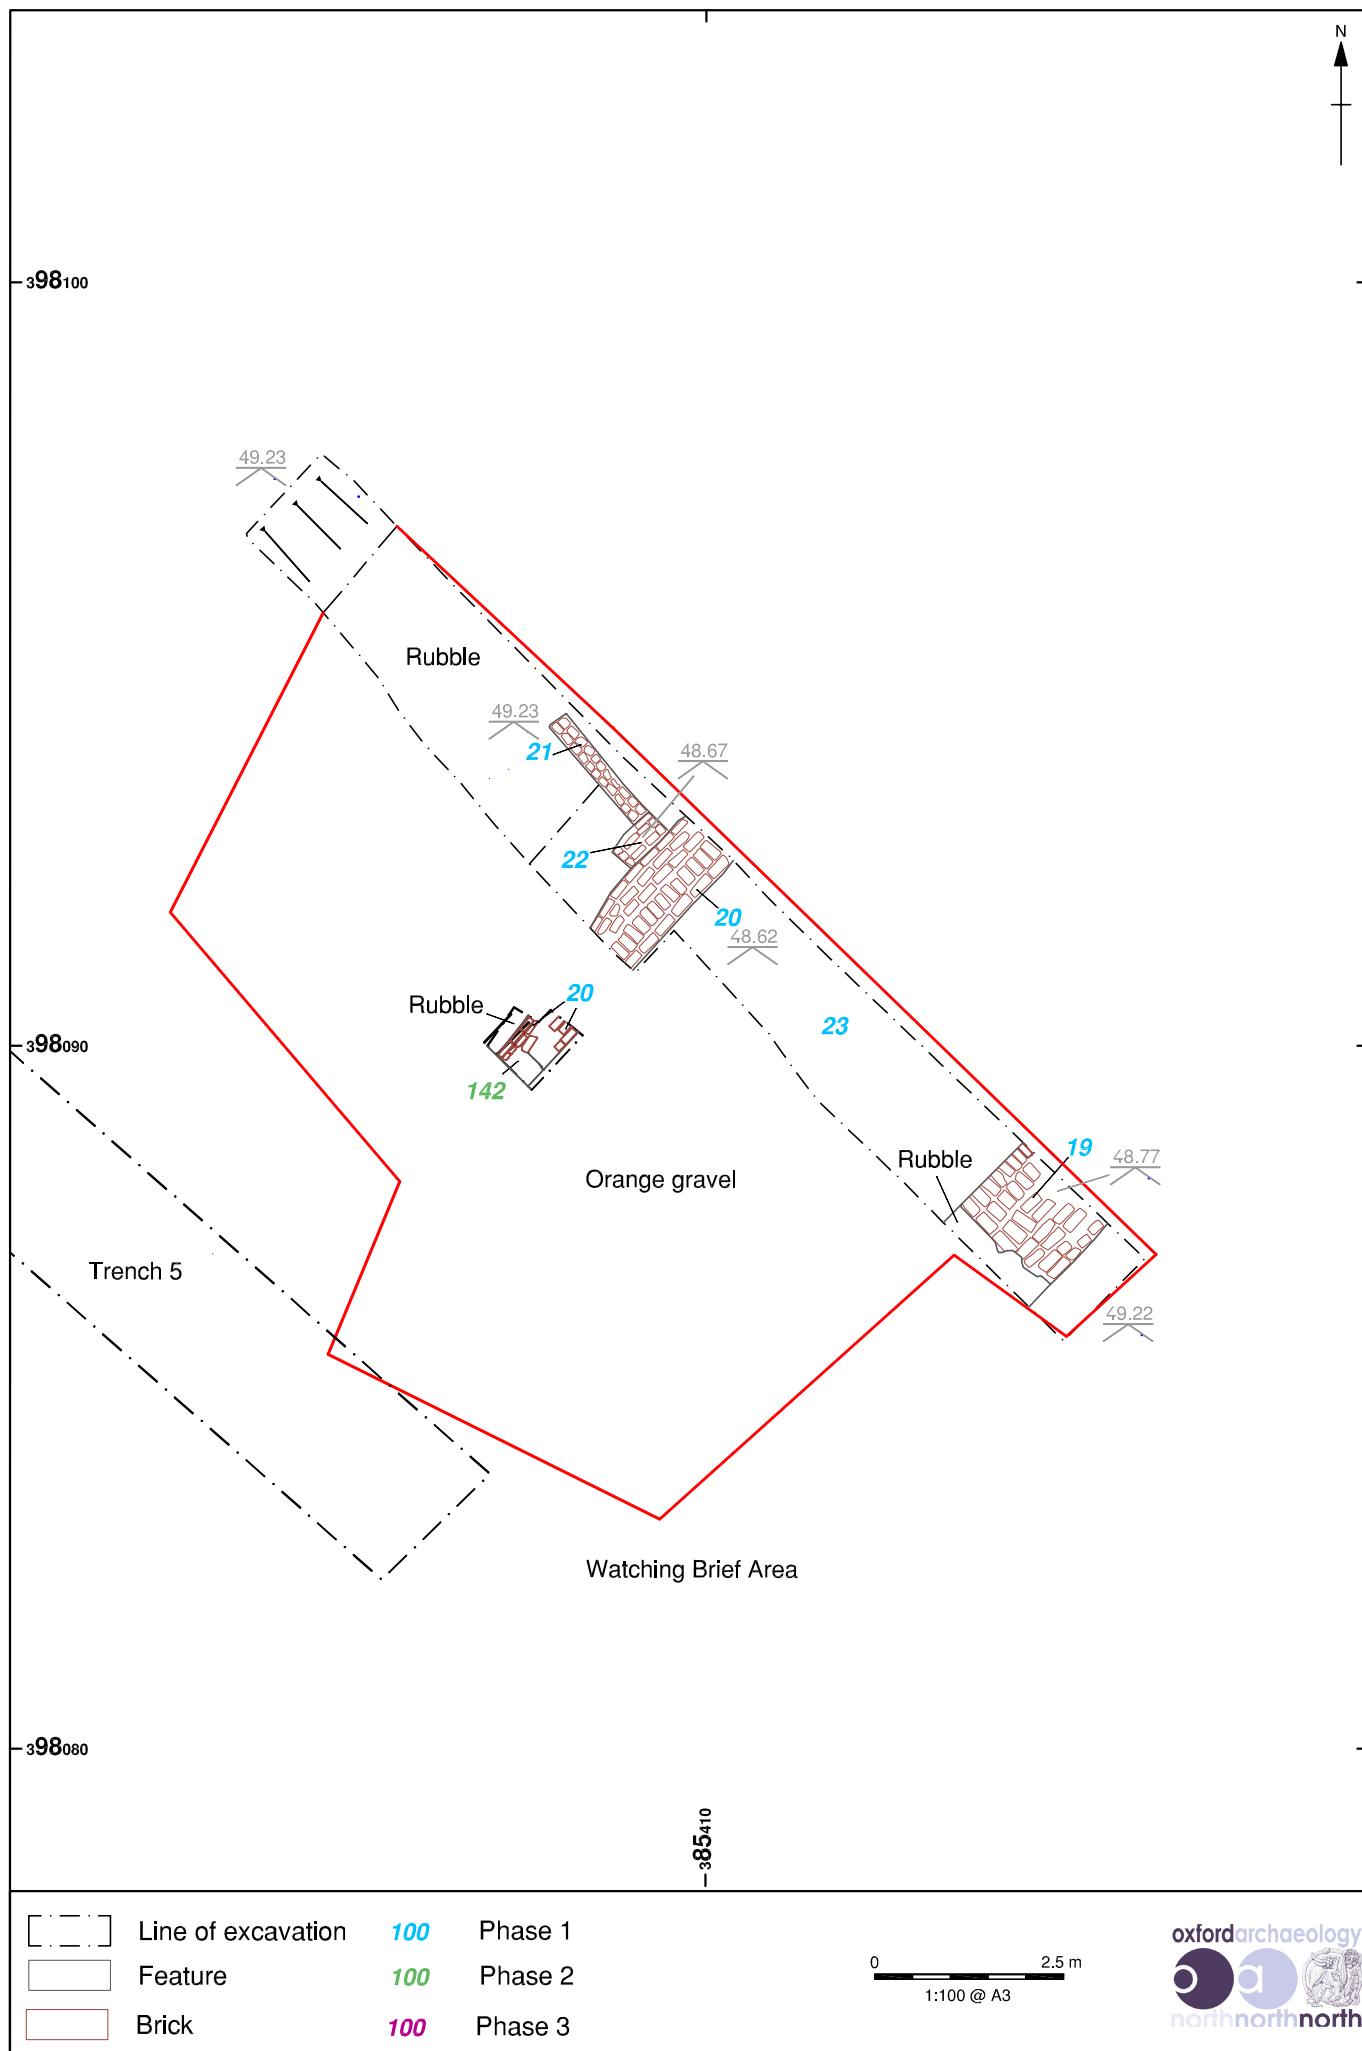 N
398100
49.23
Rubble
49.23
21
48.67
22
20
48.62
Rubble
20
23
398090
142
19
Rubble
48.77
Orange gravel
Trench 5
49.22
Watching Brief Area
398080
385410
Line of excavation 100 Phase 1
Feature 100 Phase 2
Brick 100 Phase 3
0 2.5 m
1:100 @ A3
oxfordarchaeology
oa
northnorthnorth